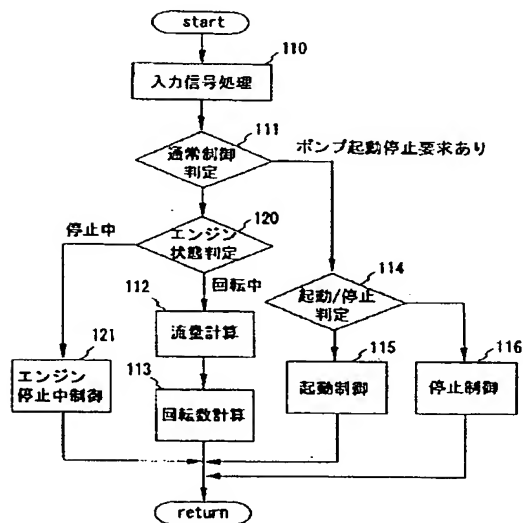 start
110
入力信号処理
111
通常制御
判定
ポンプ起動停止要求あり
120
エンジン
状態判定
停止中
回転中
112
流量計算
114
起動/停止
判定
121
エンジン
停止中制御
113
回転数計算
115
起動制御
116
停止制御
return